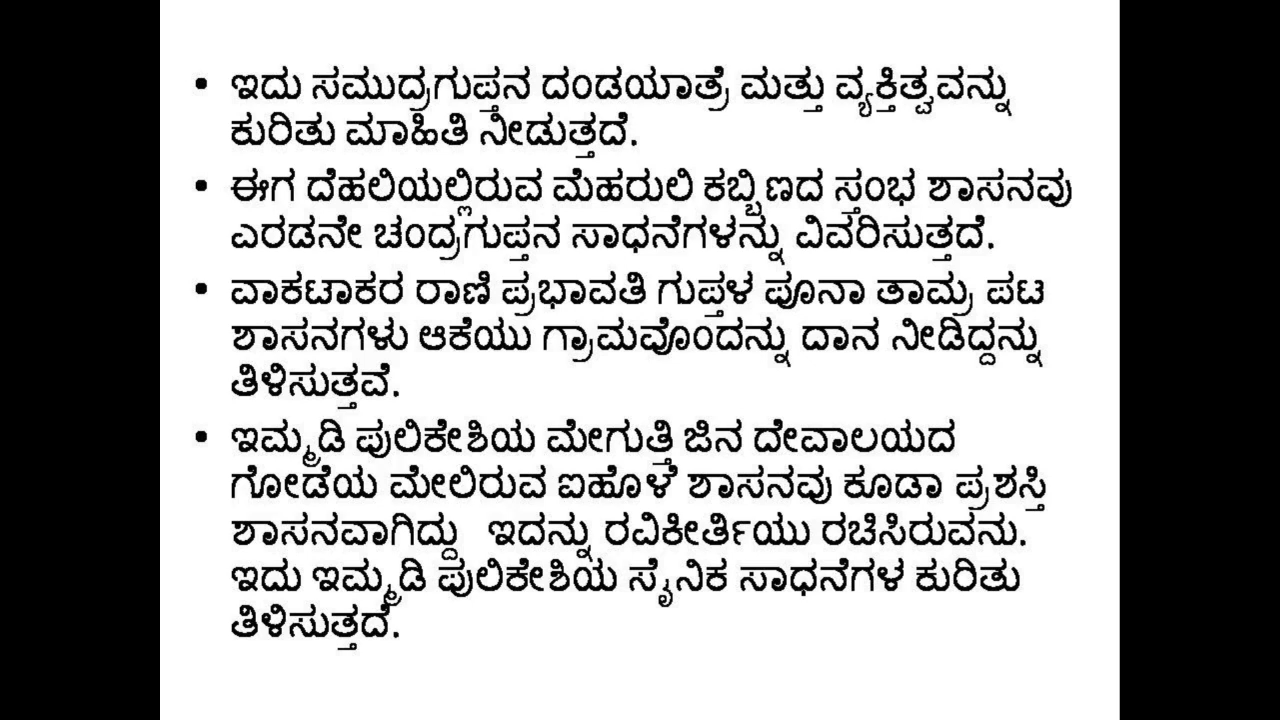 • ಇದು ಸಮುದ್ರಗುಪ್ತನ ದಂಡಯಾತ್ರೆ ಮತ್ತು ವ್ಯಕ್ತಿತ್ವವನ್ನು
ಕುರಿತು ಮಾಹಿತಿ ನೀಡುತ್ತದೆ.
• ಈಗ ದೆಹಲಿಯಲ್ಲಿರುವ ಮೆಹರುಲಿ ಕಬ್ಬಿಣದ ಸ್ತಂಭ ಶಾಸನವು
ಎರಡನೇ ಚಂದ್ರಗುಪ್ತನ ಸಾಧನೆಗಳನ್ನು ವಿವರಿಸುತ್ತದೆ.
• ವಾಕಟಾಕರ ರಾಣಿ ಪ್ರಭಾವತಿ ಗುಪ್ತಳ ಪೂನಾ ತಾಮ್ರ ಪಟ
ಶಾಸನಗಳು ಆಕೆಯು ಗ್ರಾಮವೊಂದನ್ನು ದಾನ ನೀಡಿದ್ದನ್ನು
ತಿಳಿಸುತ್ತವೆ.
• ಇಮ್ಮಡಿ ಪುಲಿಕೇಶಿಯ ಮೇಗುತ್ತಿ ಜಿನ ದೇವಾಲಯದ
ಗೋಡೆಯ ಮೇಲಿರುವ ಐಹೊಳೆ ಶಾಸನವು ಕೂಡಾ ಪ್ರಶಸ್ತಿ
ಶಾಸನವಾಗಿದ್ದು ಇದನ್ನು ರವಿಕೀರ್ತಿಯು ರಚಿಸಿರುವನು.
ಇದು ಇಮ್ಮಡಿ ಪುಲಿಕೇಶಿಯ ಸೈನಿಕ ಸಾಧನೆಗಳ ಕುರಿತು
ತಿಳಿಸುತ್ತದೆ.